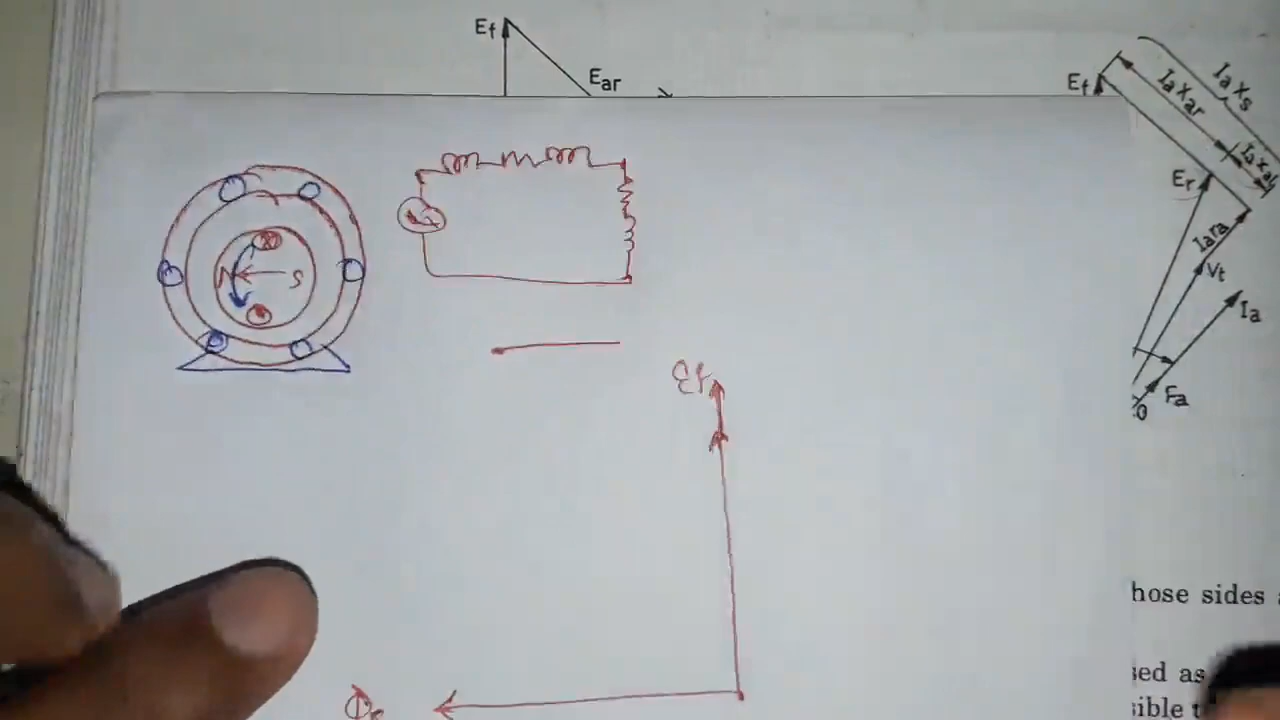 Ef
Ear
Ef
IaXs
IaXar
IaXal
Er
Iara
Vt
Ia
Fa
O
N S
Ef
hose sides
sed as
sible t